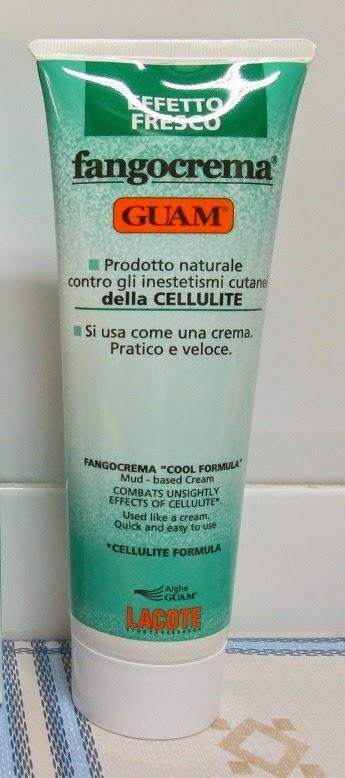 EFFETTO
FRESCO
fangocrema®
GUAM®
Prodotto naturale
contro gli inestetismi cutanei
della CELLULITE
Si usa come una crema.
Pratico e veloce.
FANGOCREMA "COOL FORMULA"
Mud - based Cream
COMBATS UNSIGHTLY
EFFECTS OF CELLULITE*.
Used like a cream.
Quick and easy to use
*CELLULITE FORMULA
Alghe
GUAM®
LACOTE